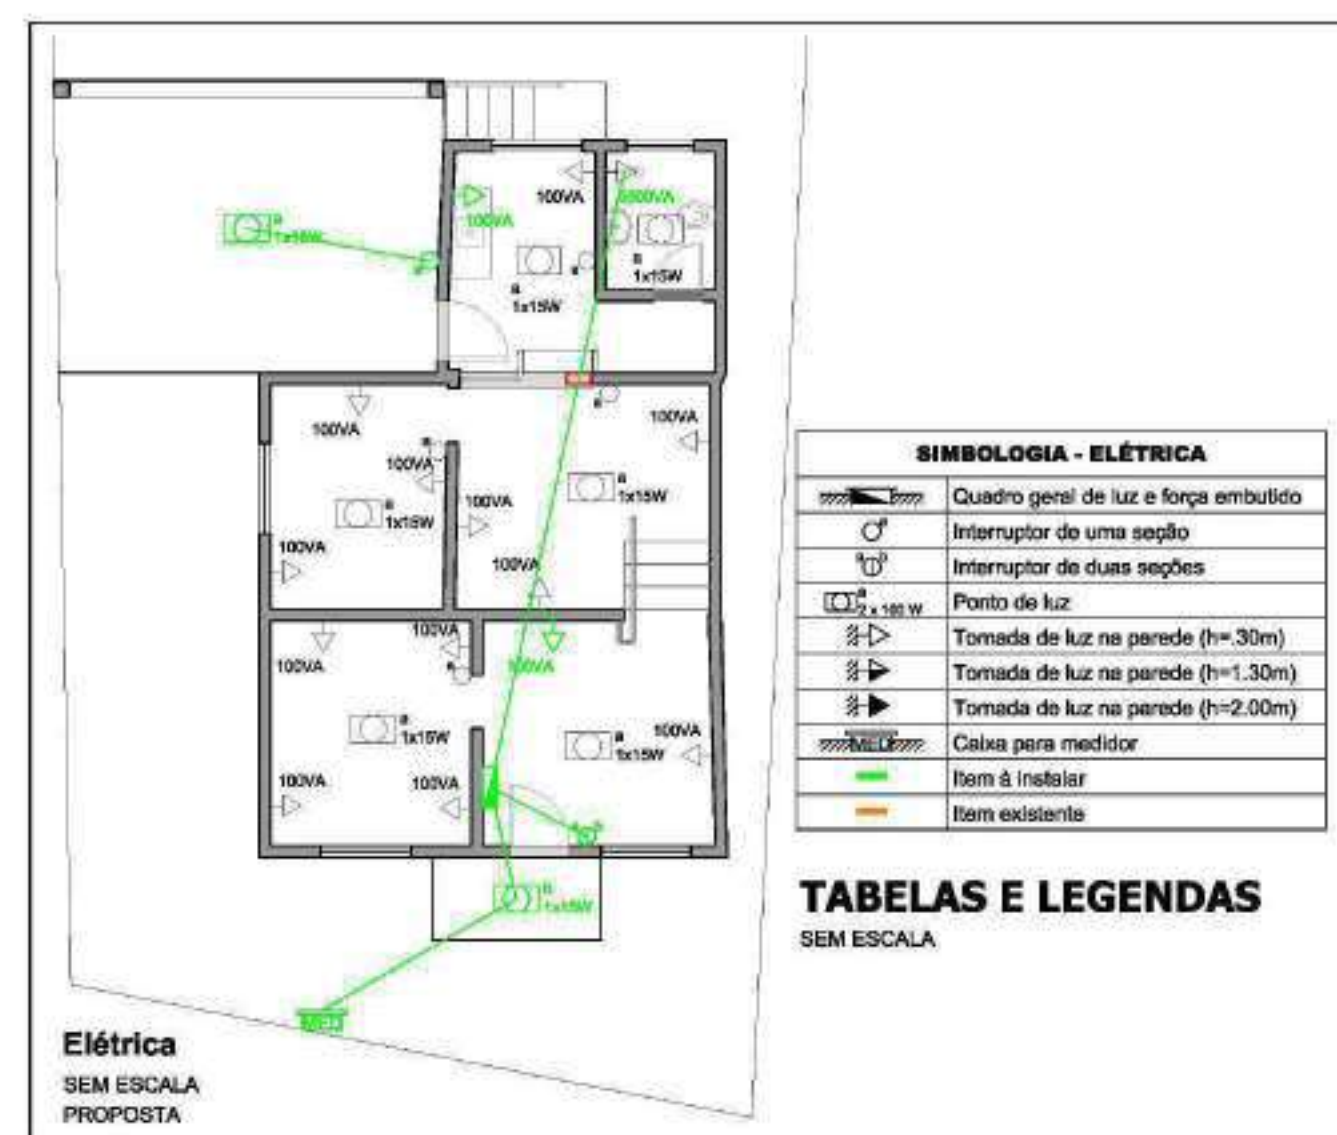 100VA
5500VA
a
1x15W
100VA
a
1x15W
a
a
a
1x15W
100VA
a
100VA
100VA
a
a
1x15W
100VA
a
1x15W
100VA
100VA
100VA
100VA
100VA
100VA
a
a
1x15W
100VA
a
1x15W
100VA
100VA
a
1x15W
MED
Elétrica
SEM ESCALA
PROPOSTA
SIMBOLOGIA - ELÉTRICA
Quadro geral de luz e força embutido
a Interruptor de uma seção
a b Interruptor de duas seções
a 2 x 160 W Ponto de luz
Tomada de luz na parede (h=.30m)
Tomada de luz na parede (h=1.30m)
Tomada de luz na parede (h=2.00m)
MED Caixa para medidor
Item à instalar
Item existente
TABELAS E LEGENDAS
SEM ESCALA